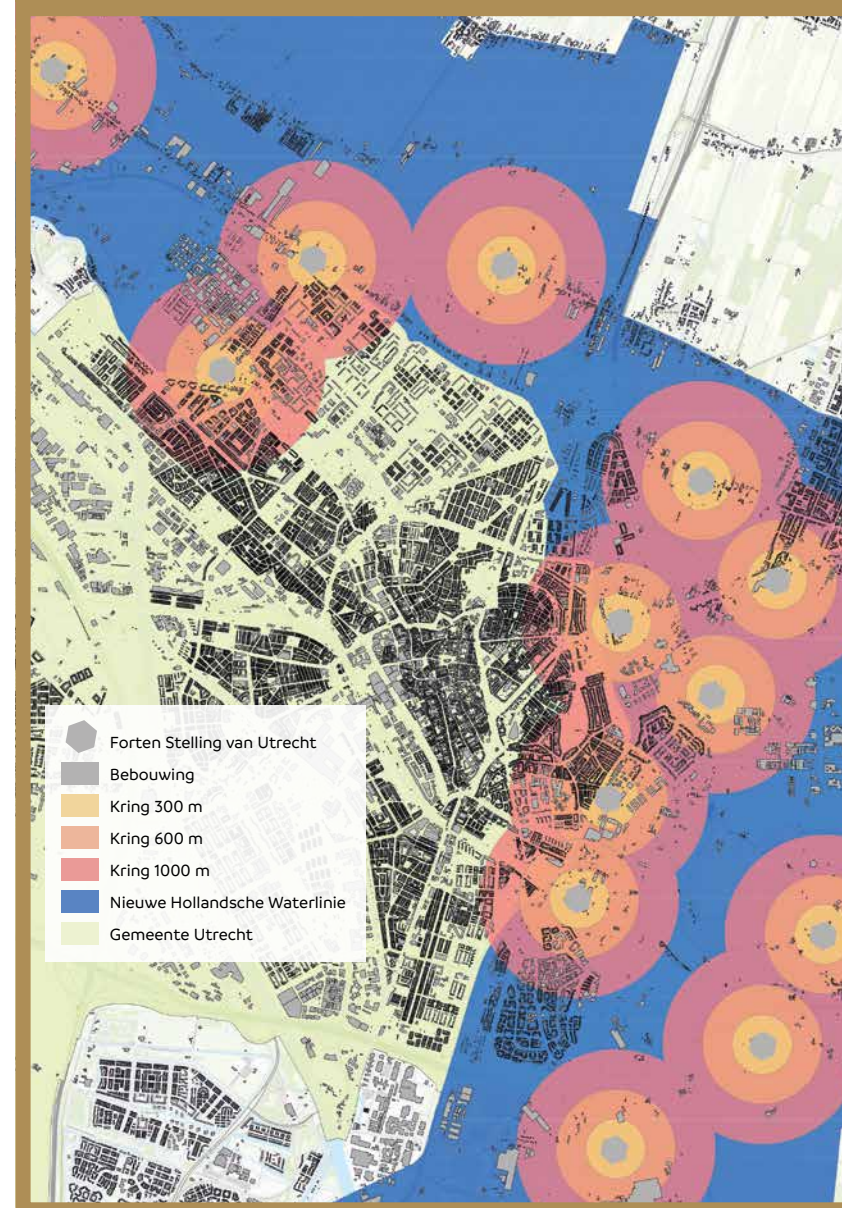 Forten Stelling van Utrecht
Bebouwing
Kring 300 m
Kring 600 m
Kring 1000 m
Nieuwe Hollandsche Waterlinie
Gemeente Utrecht